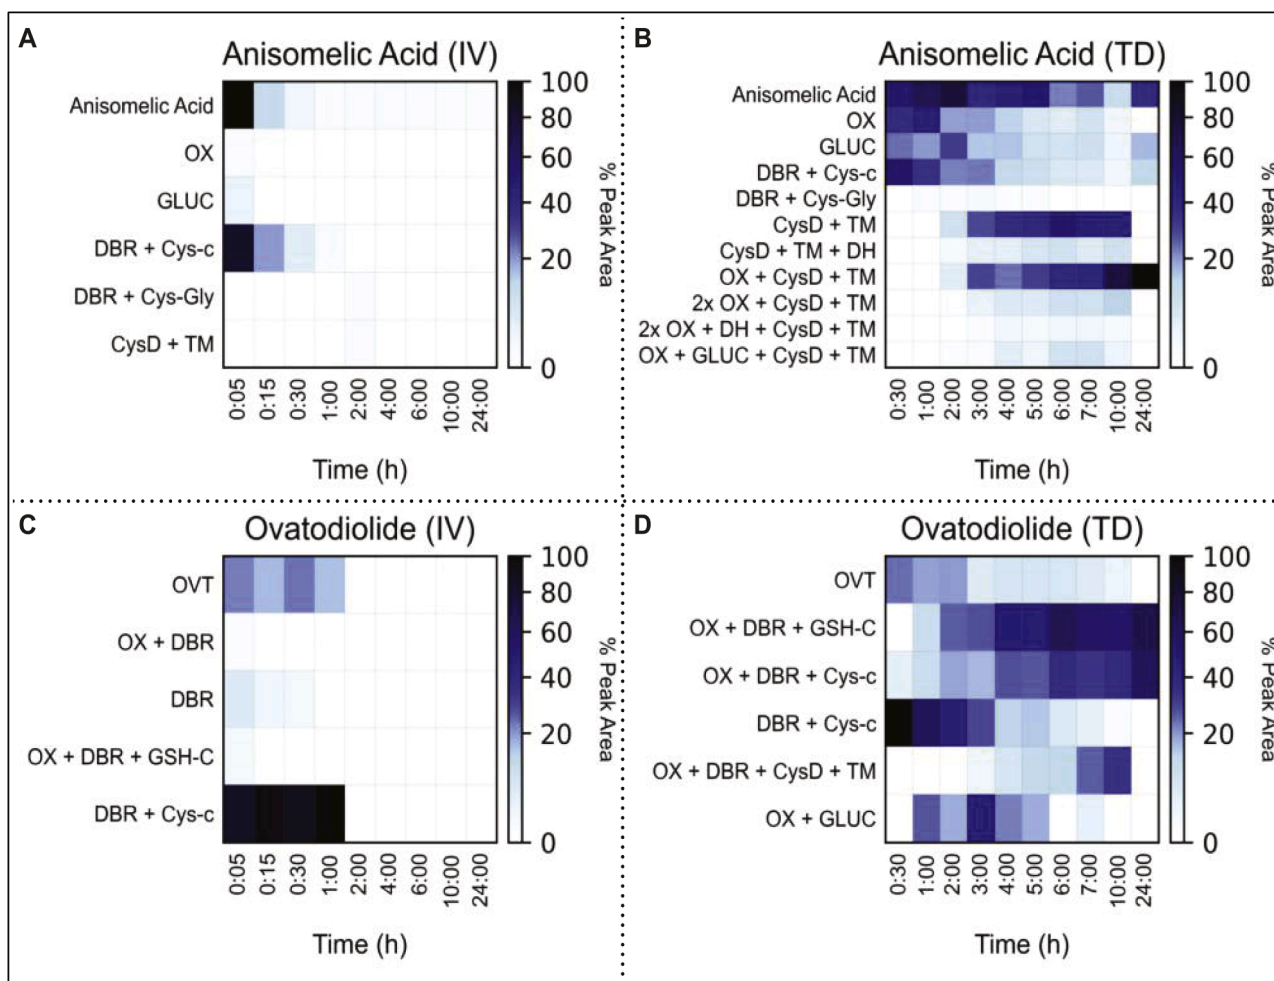 A
Anisomelic Acid (IV)
Anisomelic Acid
OX
GLUC
DBR + Cys-c
DBR + Cys-Gly
CysD + TM
100
80
60
40
20
0
% Peak Area
0:05
0:15
0:30
1:00
2:00
4:00
6:00
10:00
24:00
Time (h)
B
Anisomelic Acid (TD)
Anisomelic Acid
OX
GLUC
DBR + Cys-c
DBR + Cys-Gly
CysD + TM
CysD + TM + DH
OX + CysD + TM
2x OX + CysD + TM
2x OX + DH + CysD + TM
OX + GLUC + CysD + TM
100
80
60
40
20
0
% Peak Area
0:30
1:00
2:00
3:00
4:00
5:00
6:00
7:00
10:00
24:00
Time (h)
C
Ovatodiolide (IV)
OVT
OX + DBR
DBR
OX + DBR + GSH-C
DBR + Cys-c
100
80
60
40
20
0
% Peak Area
0:05
0:15
0:30
1:00
2:00
4:00
6:00
10:00
24:00
Time (h)
D
Ovatodiolide (TD)
OVT
OX + DBR + GSH-C
OX + DBR + Cys-c
DBR + Cys-c
OX + DBR + CysD + TM
OX + GLUC
100
80
60
40
20
0
% Peak Area
0:30
1:00
2:00
3:00
4:00
5:00
6:00
7:00
10:00
24:00
Time (h)